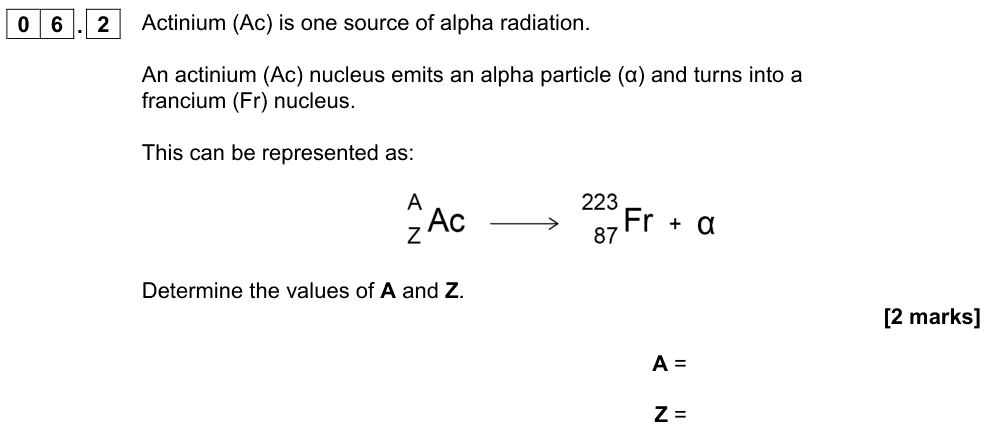 06.2 Actinium (Ac) is one source of alpha radiation.
An actinium (Ac) nucleus emits an alpha particle (α) and turns into a
francium (Fr) nucleus.
This can be represented as:
A Z Ac ⟶ 223 87 Fr + α
Determine the values of A and Z.
[2 marks]
A =
Z =